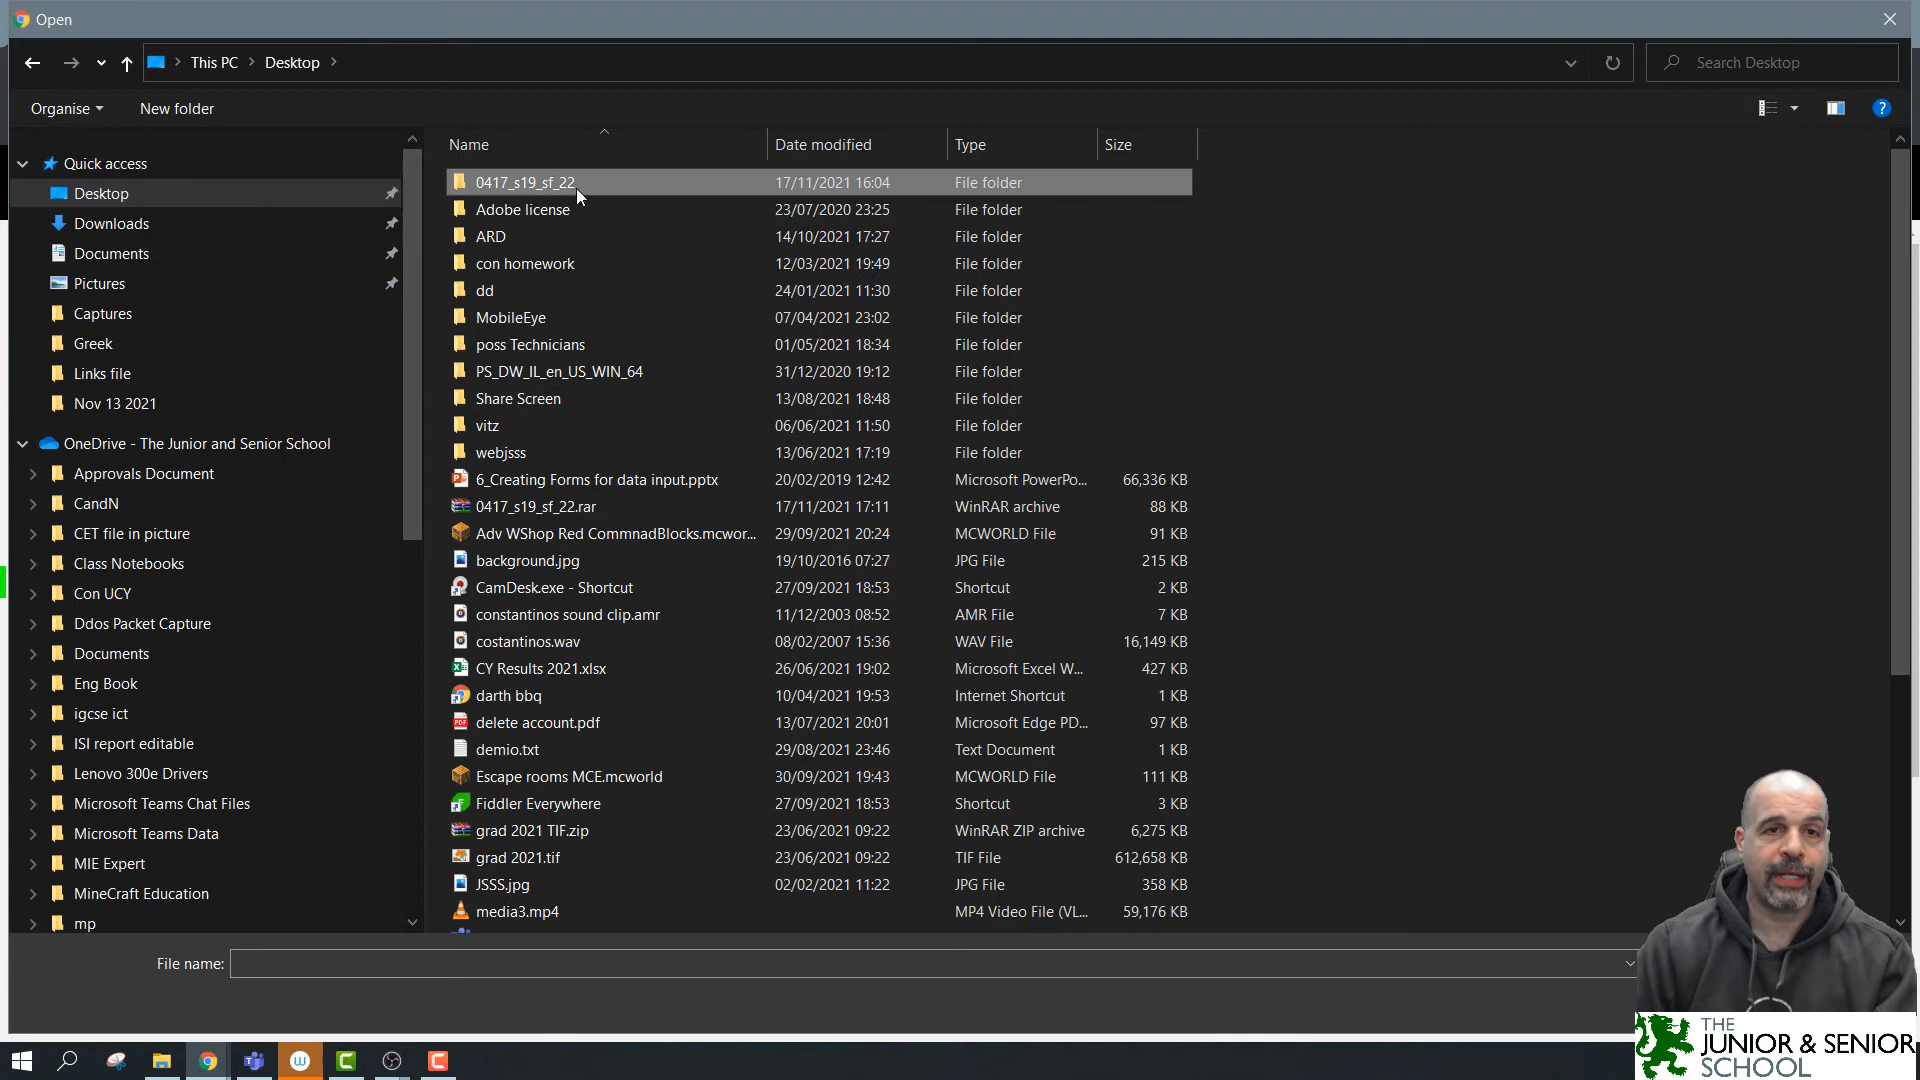 Open
This PC > Desktop >
Search Desktop
Organise
New folder
Name
Date modified
Type
Size
Quick access
Desktop
Downloads
Documents
Pictures
Captures
Greek
Links file
Nov 13 2021
OneDrive - The Junior and Senior School
Approvals Document
CandN
CET file in picture
Class Notebooks
Con UCY
Ddos Packet Capture
Documents
Eng Book
igcse ict
ISI report editable
Lenovo 300e Drivers
Microsoft Teams Chat Files
Microsoft Teams Data
MIE Expert
MineCraft Education
mp
0417_s19_sf_22 17/11/2021 16:04 File folder
Adobe license 23/07/2020 23:25 File folder
ARD 14/10/2021 17:27 File folder
con homework 12/03/2021 19:49 File folder
dd 24/01/2021 11:30 File folder
MobileEye 07/04/2021 23:02 File folder
poss Technicians 01/05/2021 18:34 File folder
PS_DW_IL_en_US_WIN_64 31/12/2020 19:12 File folder
Share Screen 13/08/2021 18:48 File folder
vitz 06/06/2021 11:50 File folder
webjsss 13/06/2021 17:19 File folder
6_Creating Forms for data input.pptx 20/02/2019 12:42 Microsoft PowerPo... 66,336 KB
0417_s19_sf_22.rar 17/11/2021 17:11 WinRAR archive 88 KB
Adv WShop Red CommnadBlocks.mcwor... 29/09/2021 20:24 MCWORLD File 91 KB
background.jpg 19/10/2016 07:27 JPG File 215 KB
CamDesk.exe - Shortcut 27/09/2021 18:53 Shortcut 2 KB
constantinos sound clip.amr 11/12/2003 08:52 AMR File 7 KB
costantinos.wav 08/02/2007 15:36 WAV File 16,149 KB
CY Results 2021.xlsx 26/06/2021 19:02 Microsoft Excel W... 427 KB
darth bbq 10/04/2021 19:53 Internet Shortcut 1 KB
delete account.pdf 13/07/2021 20:01 Microsoft Edge PD... 97 KB
demio.txt 29/08/2021 23:46 Text Document 1 KB
Escape rooms MCE.mcworld 30/09/2021 19:43 MCWORLD File 111 KB
Fiddler Everywhere 27/09/2021 18:53 Shortcut 3 KB
grad 2021 TIF.zip 23/06/2021 09:22 WinRAR ZIP archive 6,275 KB
grad 2021.tif 23/06/2021 09:22 TIF File 612,658 KB
JSSS.jpg 02/02/2021 11:22 JPG File 358 KB
media3.mp4 MP4 Video File (VL... 59,176 KB
File name:
THE
JUNIOR & SENIOR
SCHOOL